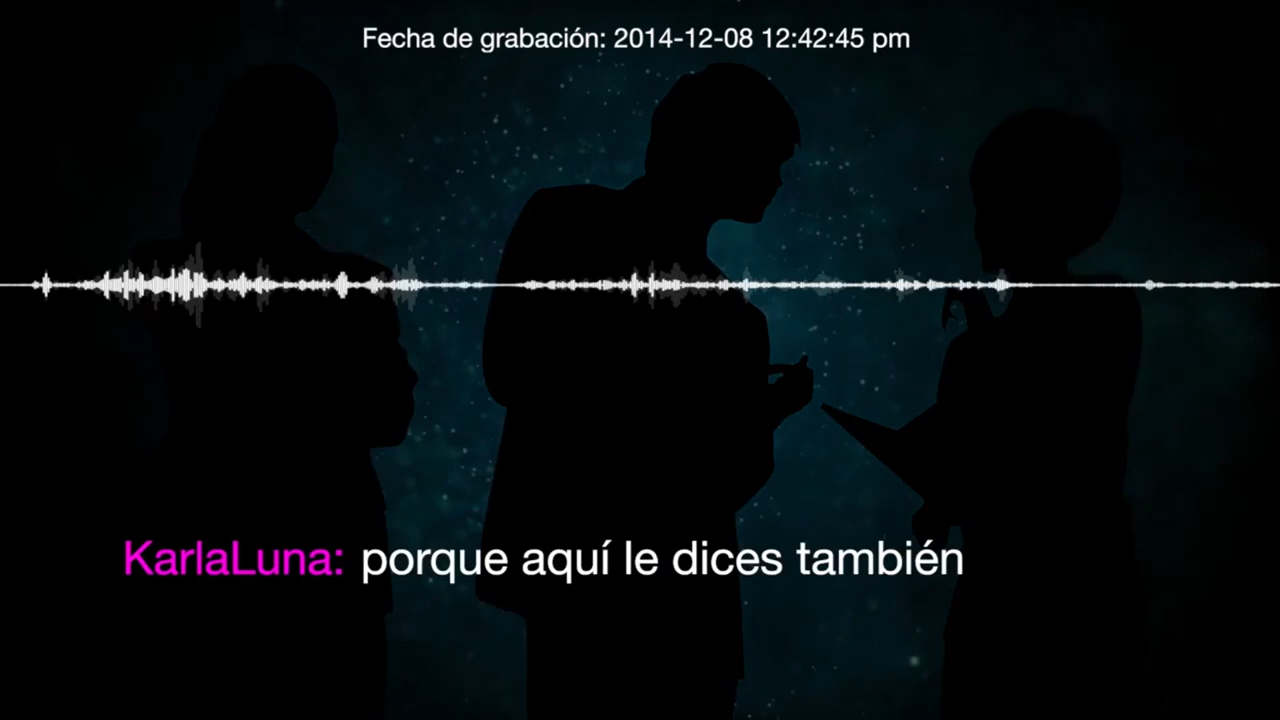 Fecha de grabación: 2014-12-08 12:42:45 pm
KarlaLuna: porque aquí le dices también